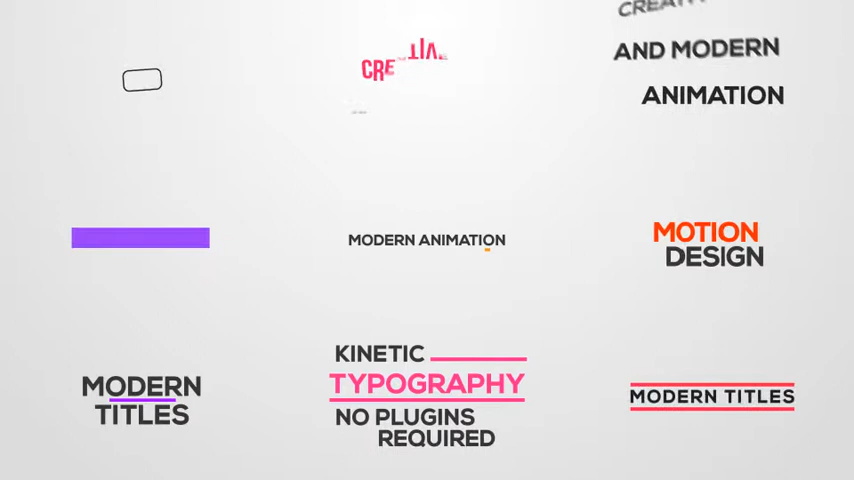 AND MODERN
ANIMATION
MODERN ANIMATION
MOTION
DESIGN
MODERN
TITLES
KINETIC
TYPOGRAPHY
NO PLUGINS
REQUIRED
MODERN TITLES